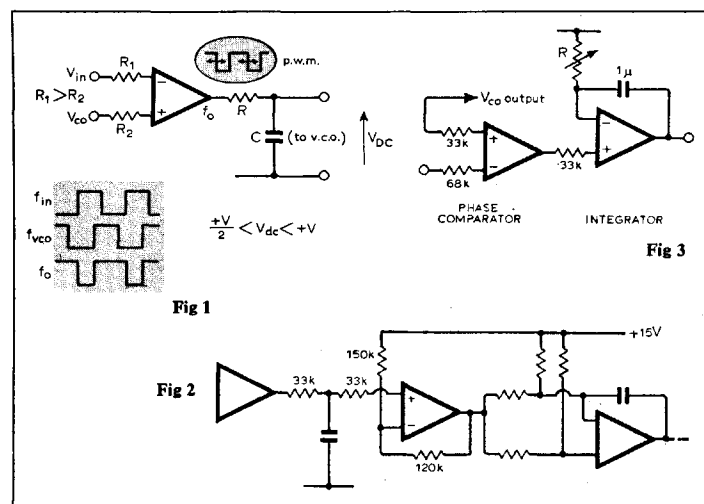 p.w.m.
V_in
R_1
R_1 > R_2
V_co
R_2
f_o
R
C
(to v.c.o.)
V_DC
f_in
f_vco
f_o
+V/2 < V_dc < +V
Fig 1
R
1μ
V_co output
33k
68k
33k
PHASE
COMPARATOR
INTEGRATOR
Fig 3
Fig 2
33k
33k
150k
120k
+15V